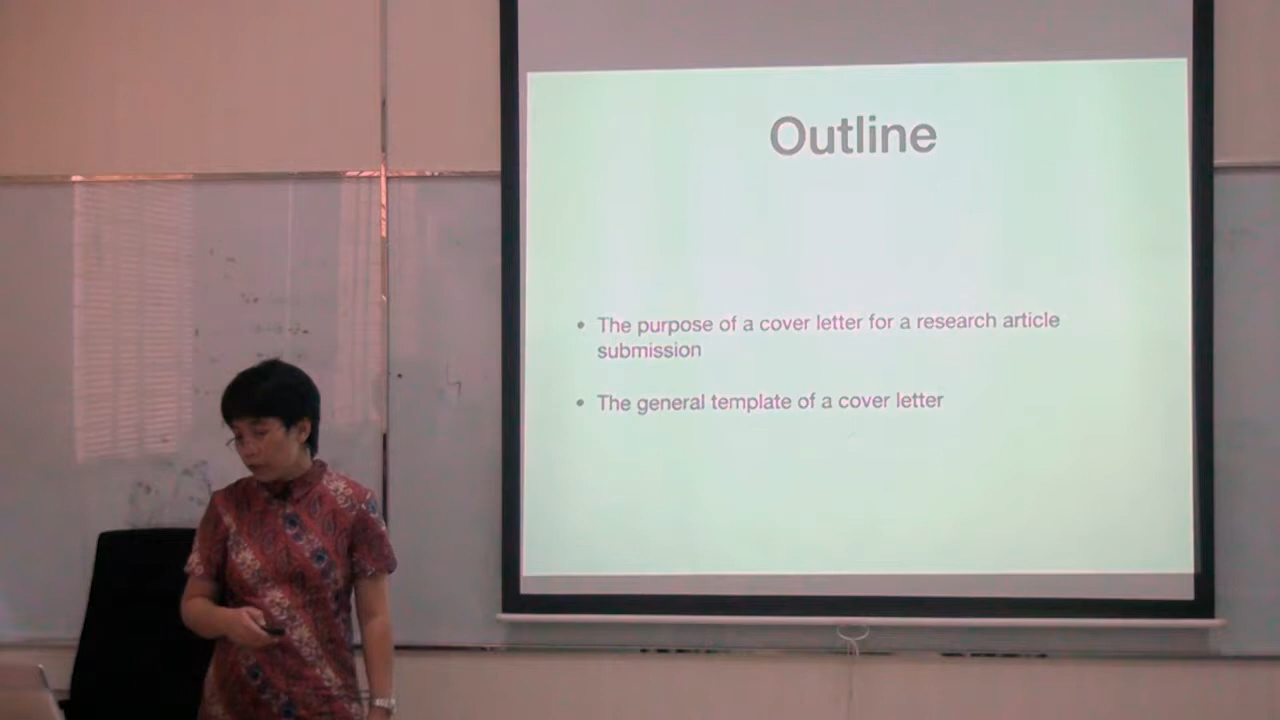 Outline
• The purpose of a cover letter for a research article
submission
• The general template of a cover letter